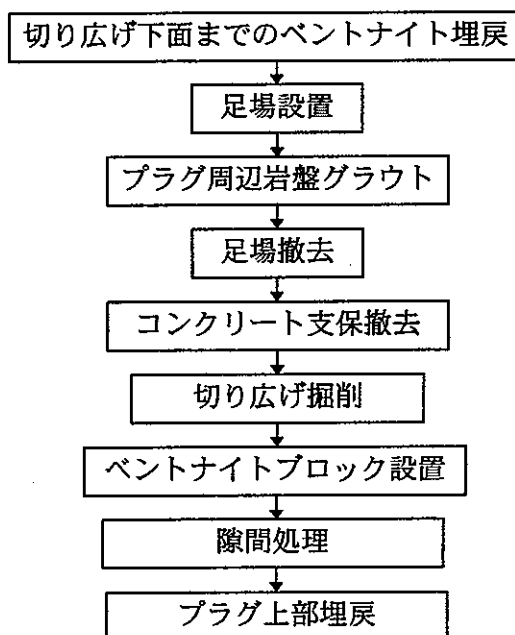 切り広げ下面までのベントナイト埋戻
足場設置
プラグ周辺岩盤グラウト
足場撤去
コンクリート支保撤去
切り広げ掘削
ベントナイトブロック設置
隙間処理
プラグ上部埋戻